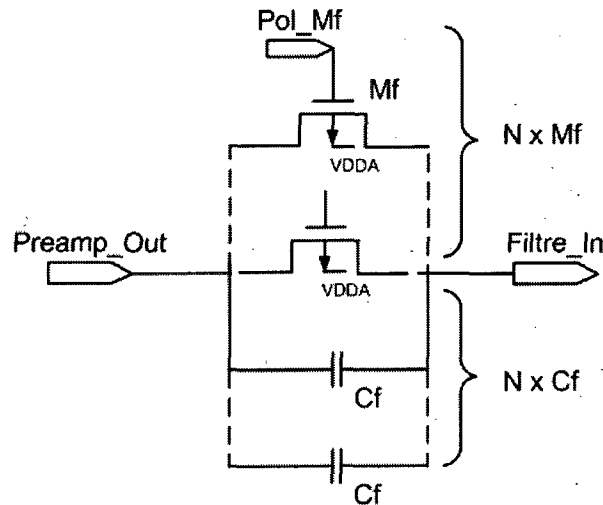 Pol_Mf
Mf
N x Mf
VDDA
Preamp_Out
Filtre_In
VDDA
Cf
N x Cf
Cf